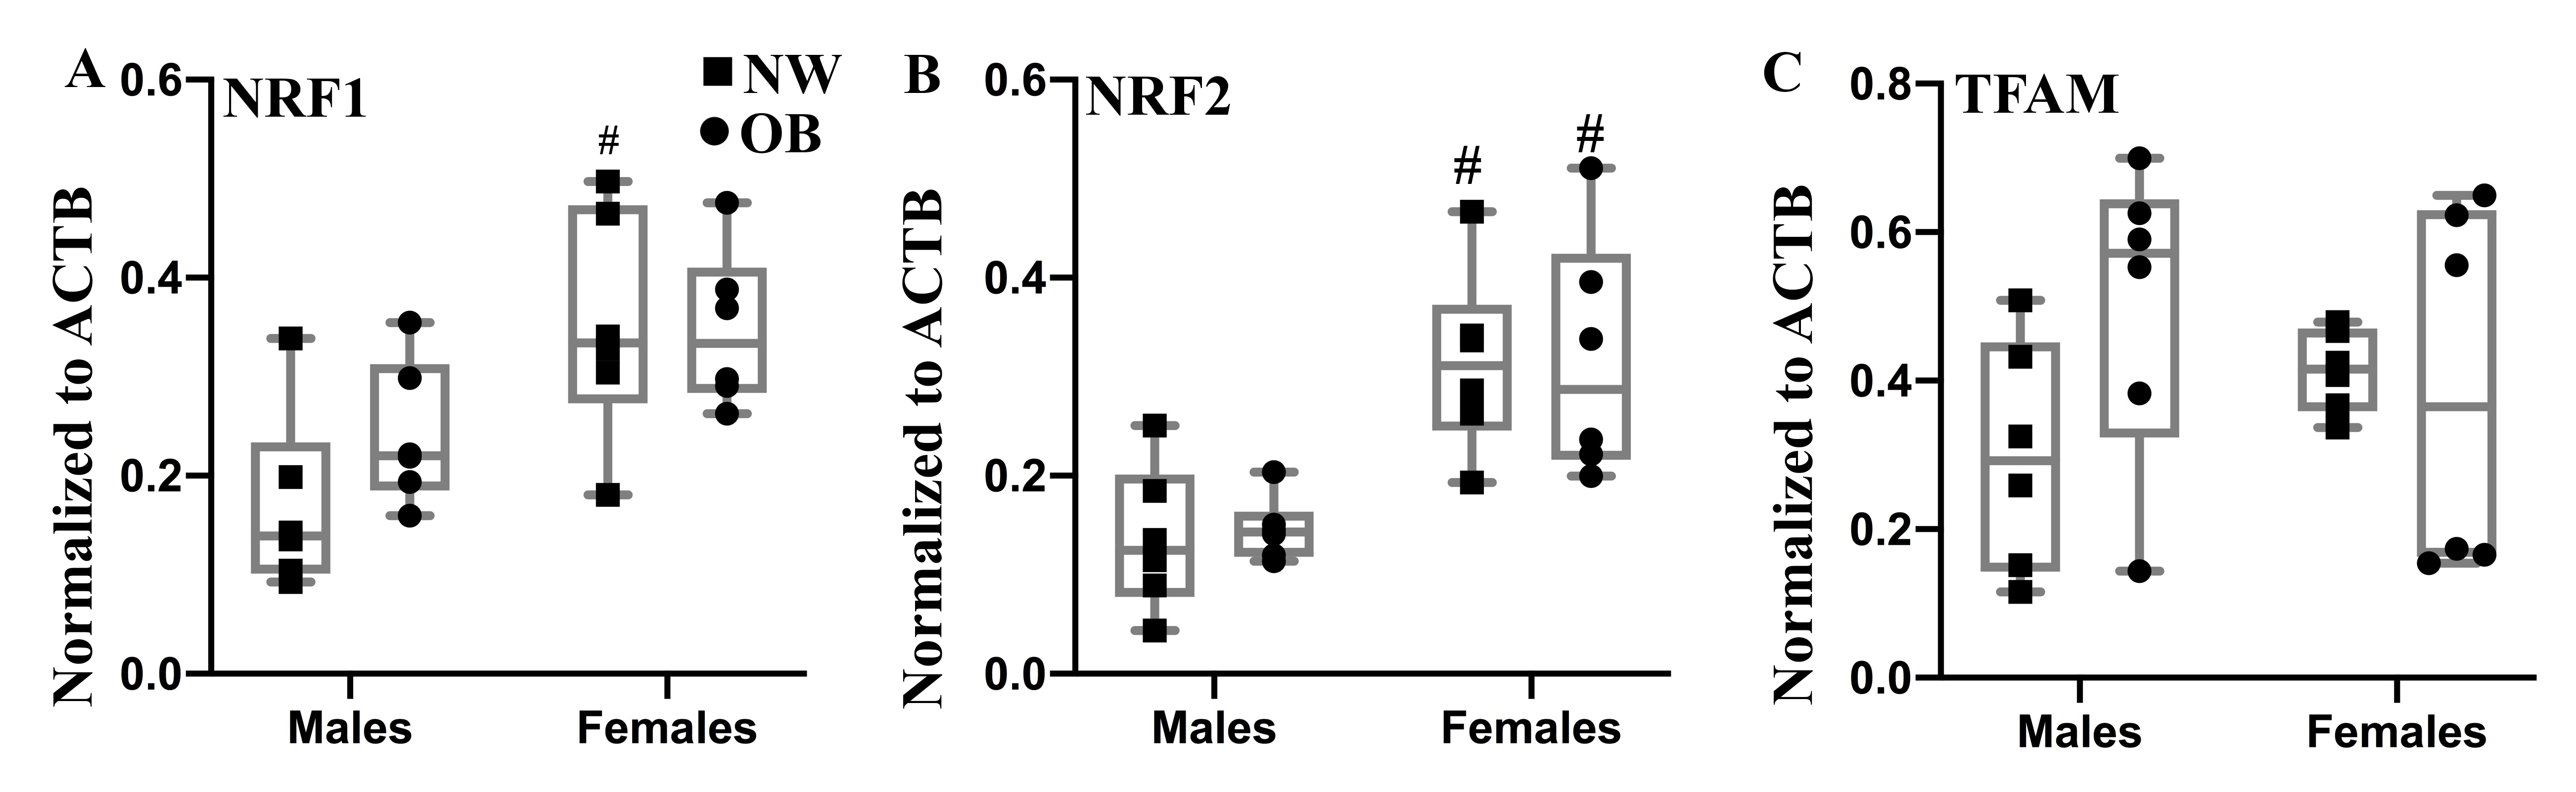 A
NRF1
NW
OB
#
Normalized to ACTB
0.6
0.4
0.2
0.0
Males
Females
B
NRF2
#
#
Normalized to ACTB
0.6
0.4
0.2
0.0
Males
Females
C
TFAM
Normalized to ACTB
0.8
0.6
0.4
0.2
0.0
Males
Females